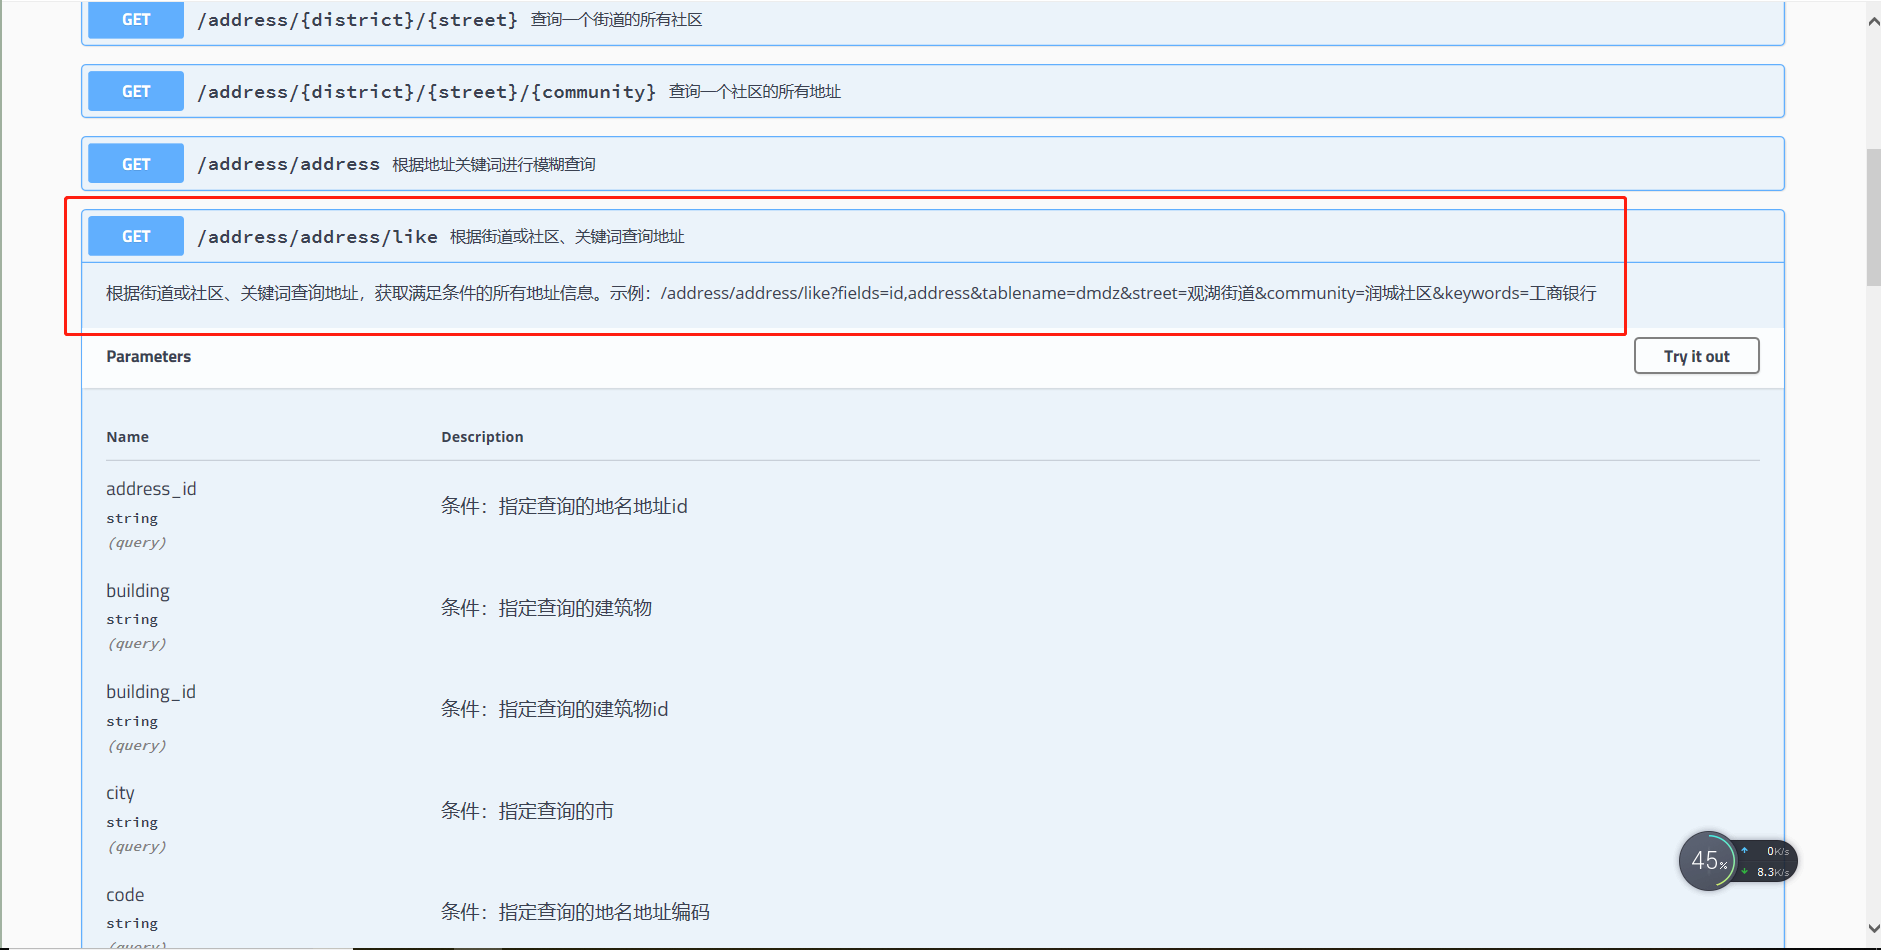 GET /address/{district}/{street} 查询一个街道的所有社区
GET /address/{district}/{street}/{community} 查询一个社区的所有地址
GET /address/address 根据地址关键词进行模糊查询
GET /address/address/like 根据街道或社区、关键词查询地址
根据街道或社区、关键词查询地址，获取满足条件的所有地址信息。示例：/address/address/like?fields=id,address&tablename=dmdz&street=观湖街道&community=润城社区&keywords=工商银行
Parameters Try it out
Name Description
address_id
string
(query)
条件：指定查询的地名地址id
building
string
(query)
条件：指定查询的建筑物
building_id
string
(query)
条件：指定查询的建筑物id
city
string
(query)
条件：指定查询的市
code
string
(query)
条件：指定查询的地名地址编码
45%
0K/s
8.3K/s